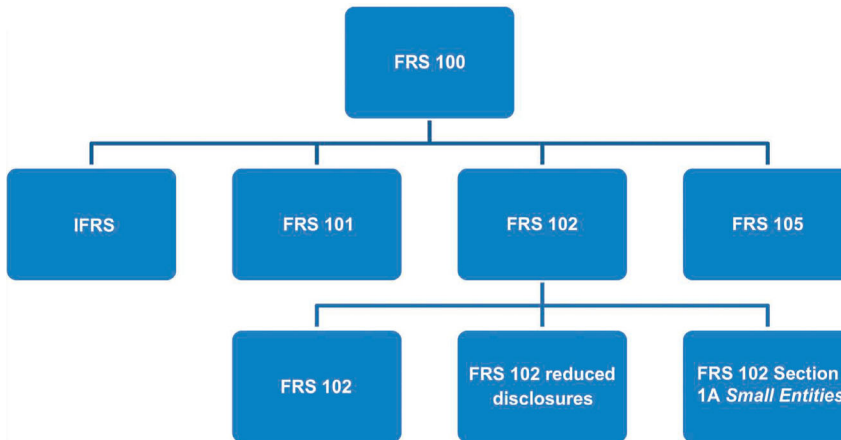 FRS 100
IFRS
FRS 101
FRS 102
FRS 105
FRS 102
FRS 102 reduced
disclosures
FRS 102 Section
1A Small Entities